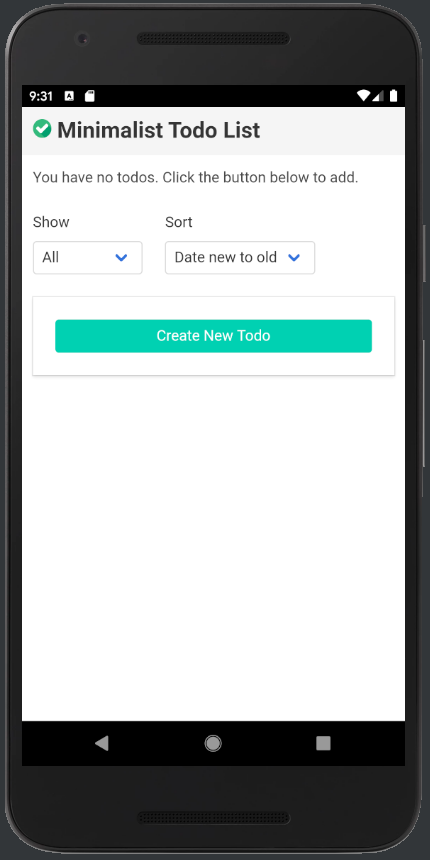 9:31
Minimalist Todo List
You have no todos. Click the button below to add.
Show Sort
All Date new to old
Create New Todo